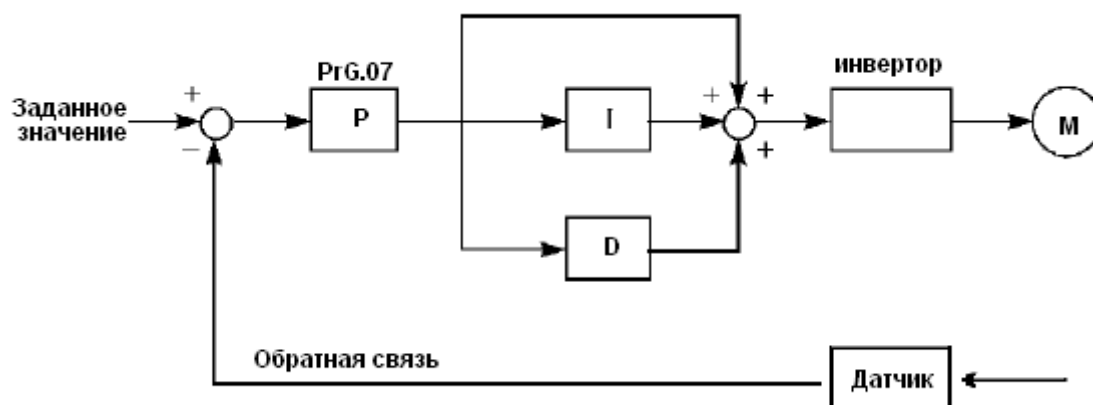 PrG.07
инвертор
Заданное
значение
+
−
P
I
D
+
+
+
M
Обратная связь
Датчик